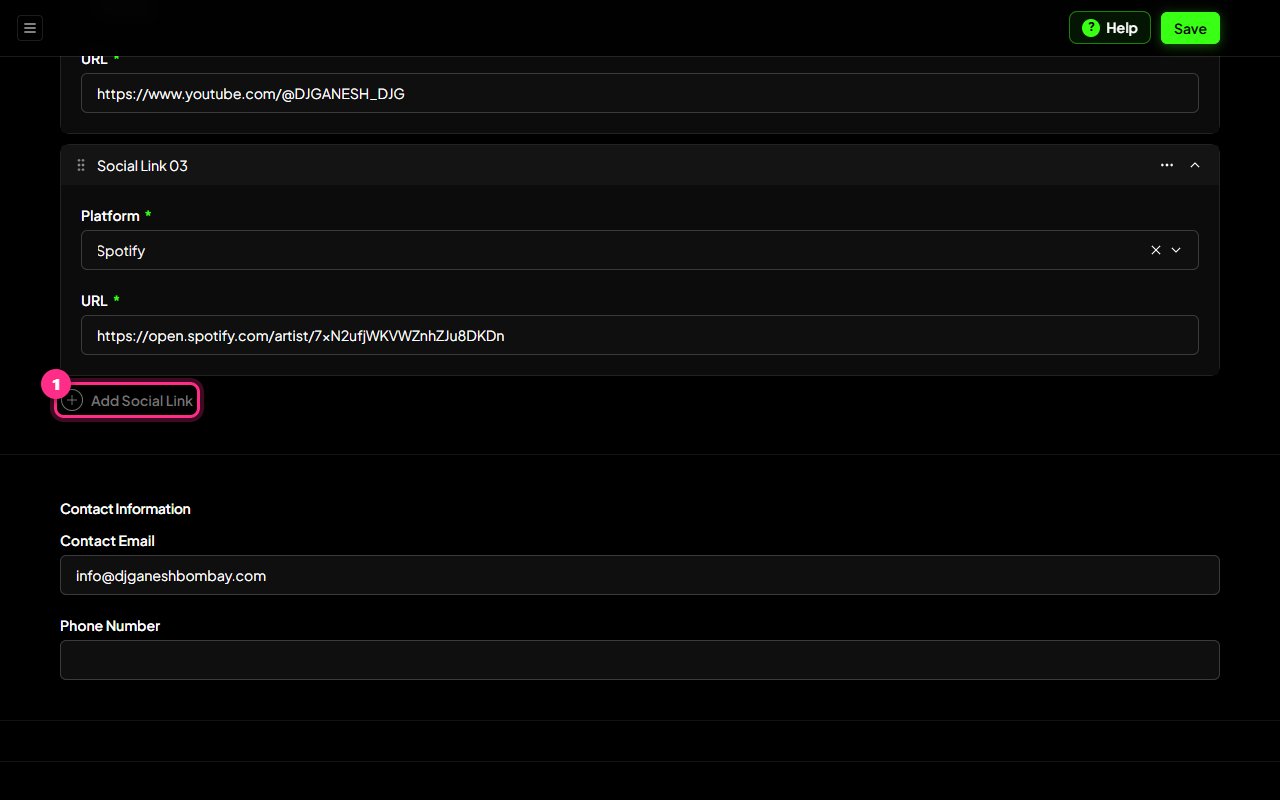 ? Help
Save
URL *
https://www.youtube.com/@DJGANESH_DJG
Social Link 03
Platform *
Spotify
URL *
https://open.spotify.com/artist/7xN2ufjWKVWZnhZJu8DKDn
1
Add Social Link
Contact Information
Contact Email
info@djganeshbombay.com
Phone Number